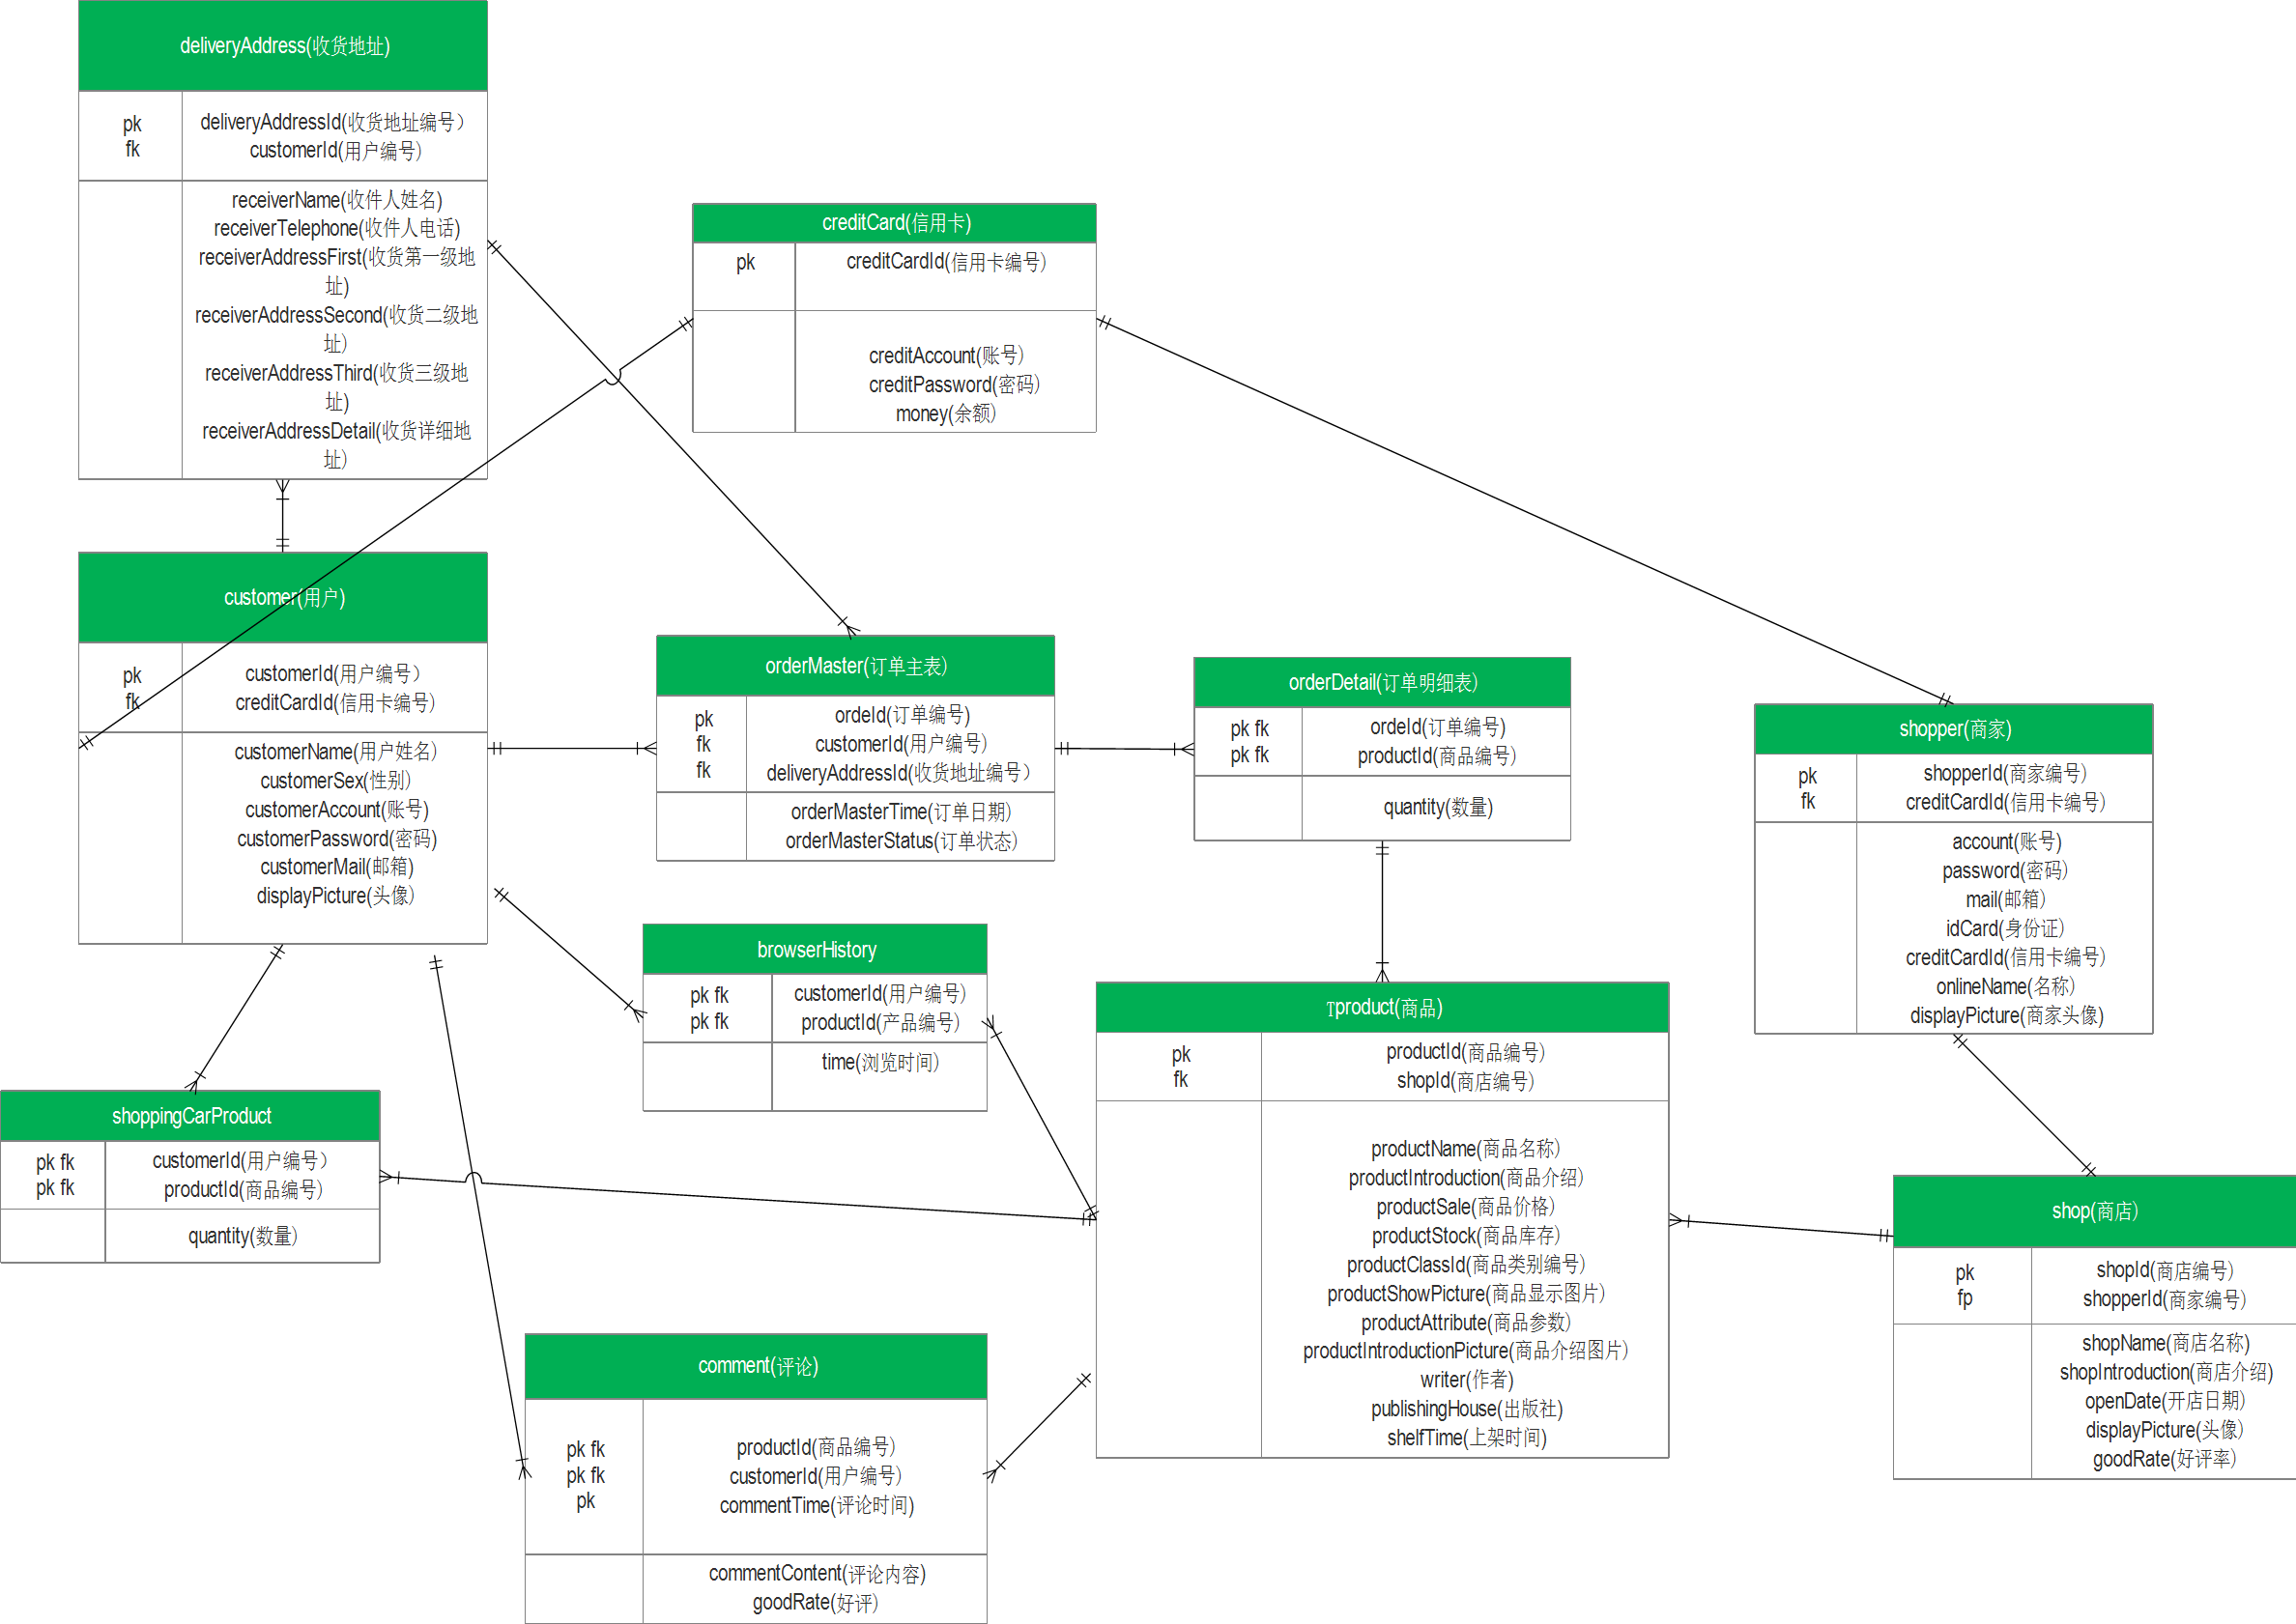 deliveryAddress(收货地址)
pk
fk
deliveryAddressId(收货地址编号）
customerId(用户编号)
receiverName(收件人姓名)
receiverTelephone(收件人电话)
receiverAddressFirst(收货第一级地
址)
receiverAddressSecond(收货二级地
址)
receiverAddressThird(收货三级地
址)
receiverAddressDetail(收货详细地
址)
creditCard(信用卡)
pk
creditCardId(信用卡编号)
creditAccount(账号)
creditPassword(密码)
money(余额)
customer(用户)
pk
fk
customerId(用户编号）
creditCardId(信用卡编号)
customerName(用户姓名)
customerSex(性别)
customerAccount(账号)
customerPassword(密码)
customerMail(邮箱)
displayPicture(头像)
orderMaster(订单主表)
pk
fk
fk
ordeId(订单编号)
customerId(用户编号)
deliveryAddressId(收货地址编号）
orderMasterTime(订单日期)
orderMasterStatus(订单状态)
orderDetail(订单明细表)
pk fk
pk fk
ordeId(订单编号)
productId(商品编号)
quantity(数量)
shopper(商家)
pk
fk
shopperId(商家编号)
creditCardId(信用卡编号)
account(账号)
password(密码)
mail(邮箱)
idCard(身份证)
creditCardId(信用卡编号)
onlineName(名称)
displayPicture(商家头像)
browserHistory
pk fk
pk fk
customerId(用户编号)
productId(产品编号)
time(浏览时间)
Tproduct(商品)
pk
fk
productId(商品编号)
shopId(商店编号)
productName(商品名称)
productIntroduction(商品介绍)
productSale(商品价格)
productStock(商品库存)
productClassId(商品类别编号)
productShowPicture(商品显示图片)
productAttribute(商品参数)
productIntroductionPicture(商品介绍图片)
writer(作者)
publishingHouse(出版社)
shelfTime(上架时间)
shoppingCarProduct
pk fk
pk fk
customerId(用户编号）
productId(商品编号)
quantity(数量)
shop(商店)
pk
fp
shopId(商店编号)
shopperId(商家编号)
shopName(商店名称)
shopIntroduction(商店介绍)
openDate(开店日期)
displayPicture(头像)
goodRate(好评率)
comment(评论)
pk fk
pk fk
pk
productId(商品编号)
customerId(用户编号)
commentTime(评论时间)
commentContent(评论内容)
goodRate(好评)